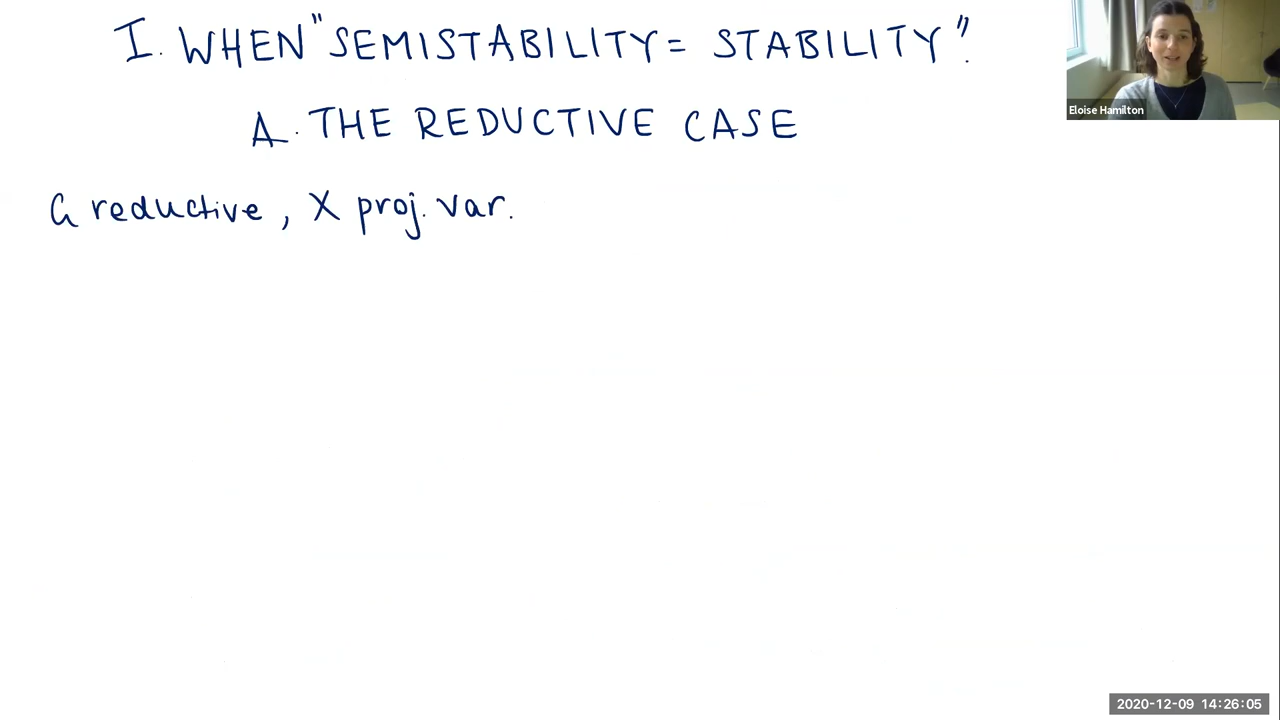 I. WHEN "SEMISTABILITY = STABILITY".
A. THE REDUCTIVE CASE
G reductive, X proj. var.
Eloise Hamilton
2020-12-09 14:26:05